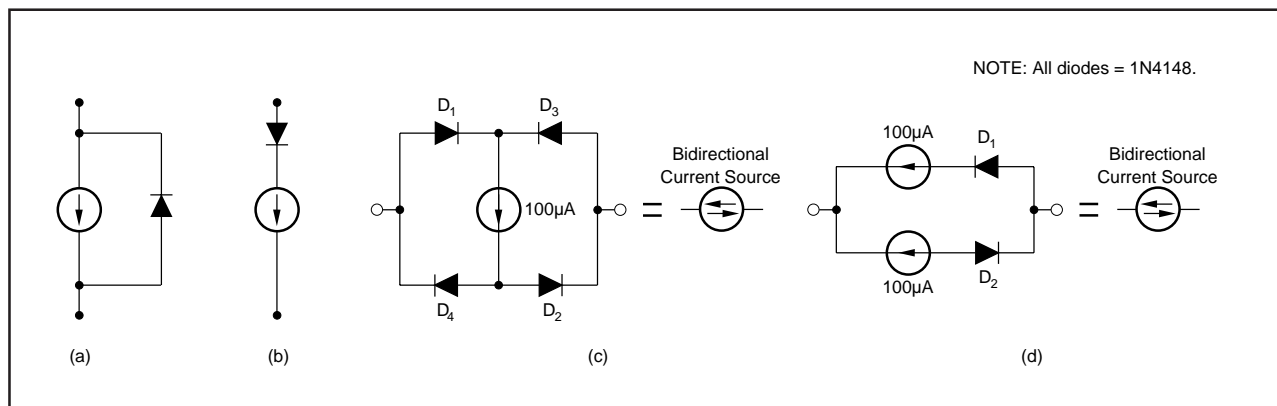 NOTE: All diodes = 1N4148.
D1
D3
100µA
D4
D2
Bidirectional
Current Source
=
100µA
D1
100µA
D2
Bidirectional
Current Source
=
(a)
(b)
(c)
(d)